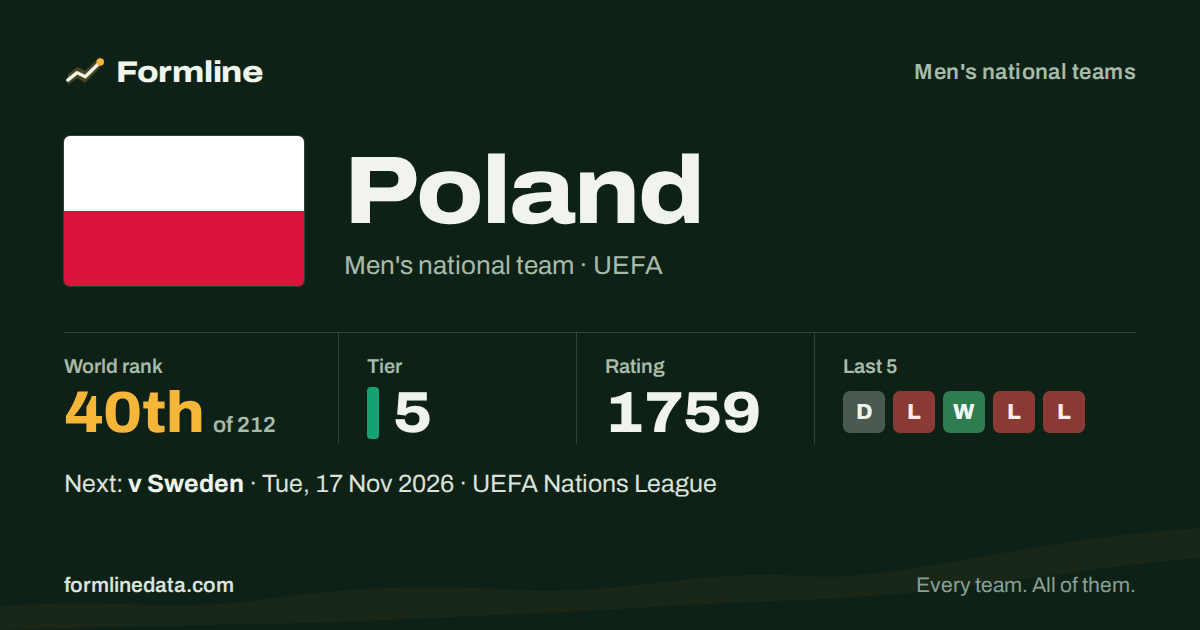 Formline
Men's national teams
Poland
Men's national team · UEFA
World rank
40th of 212
Tier
5
Rating
1759
Last 5
D L W L L
Next: v Sweden · Tue, 17 Nov 2026 · UEFA Nations League
formlinedata.com
Every team. All of them.